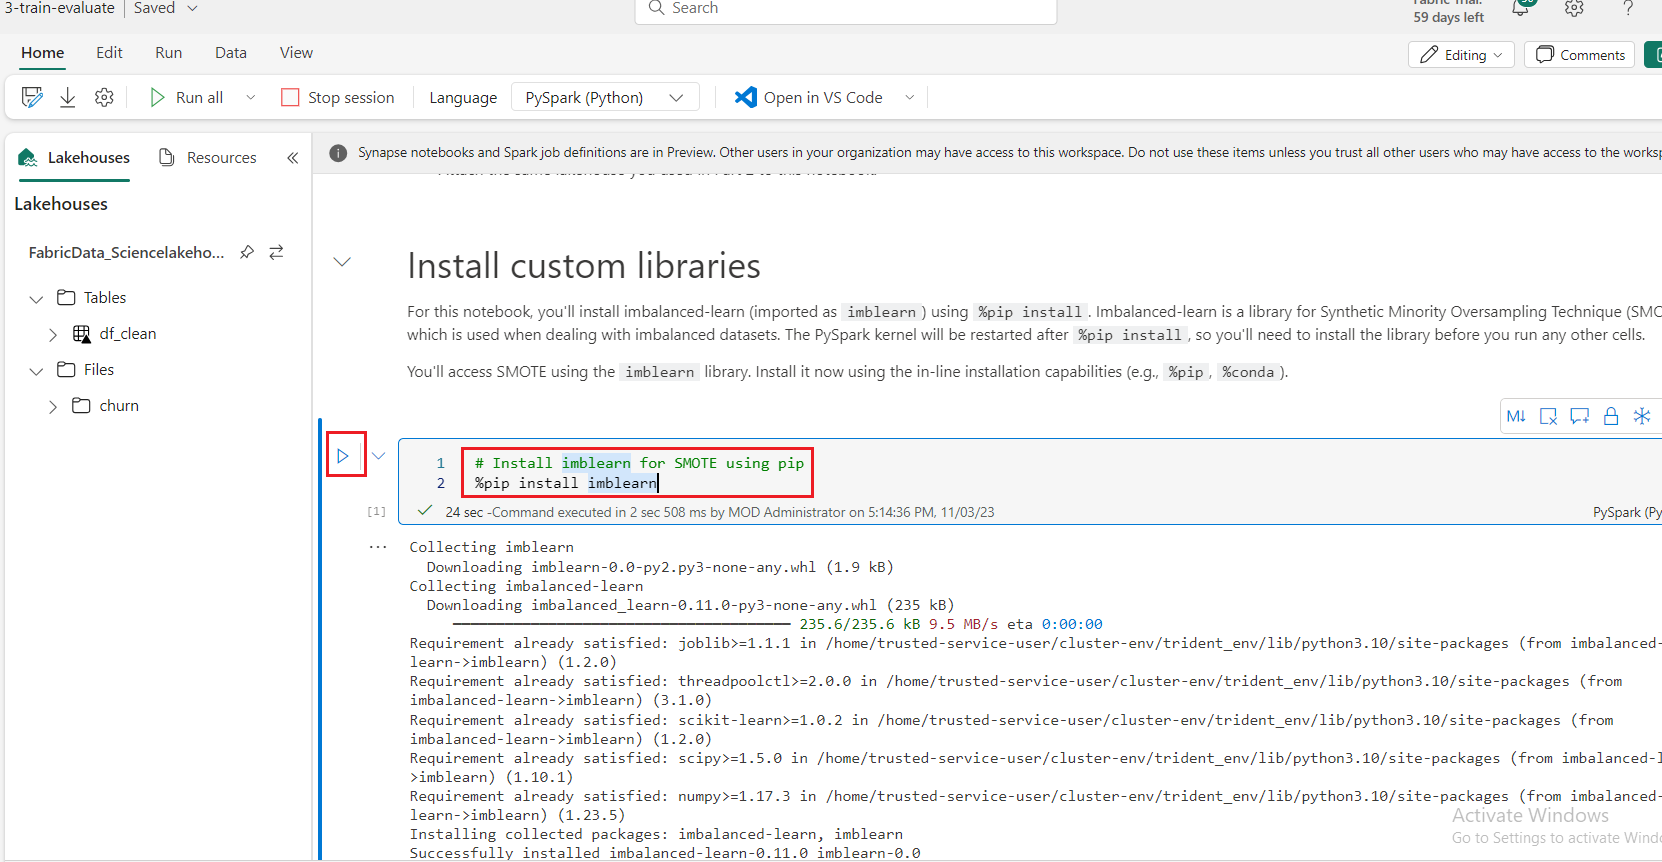 3-train-evaluate Saved
Search
Fabric Trial:
59 days left
Home Edit Run Data View
Editing Comments
Run all Stop session Language PySpark (Python) Open in VS Code
Lakehouses Resources
Synapse notebooks and Spark job definitions are in Preview. Other users in your organization may have access to this workspace. Do not use these items unless you trust all other users who may have access to the worksp
Lakehouses
FabricData_Sciencelakeho...
Tables
df_clean
Files
churn
Install custom libraries
For this notebook, you'll install imbalanced-learn (imported as imblearn ) using %pip install . Imbalanced-learn is a library for Synthetic Minority Oversampling Technique (SMO
which is used when dealing with imbalanced datasets. The PySpark kernel will be restarted after %pip install , so you'll need to install the library before you run any other cells.
You'll access SMOTE using the imblearn library. Install it now using the in-line installation capabilities (e.g., %pip , %conda ).
M↓
1 # Install imblearn for SMOTE using pip
2 %pip install imblearn
[1] 24 sec -Command executed in 2 sec 508 ms by MOD Administrator on 5:14:36 PM, 11/03/23 PySpark (Py
... Collecting imblearn
Downloading imblearn-0.0-py2.py3-none-any.whl (1.9 kB)
Collecting imbalanced-learn
Downloading imbalanced_learn-0.11.0-py3-none-any.whl (235 kB)
235.6/235.6 kB 9.5 MB/s eta 0:00:00
Requirement already satisfied: joblib>=1.1.1 in /home/trusted-service-user/cluster-env/trident_env/lib/python3.10/site-packages (from imbalanced-
learn->imblearn) (1.2.0)
Requirement already satisfied: threadpoolctl>=2.0.0 in /home/trusted-service-user/cluster-env/trident_env/lib/python3.10/site-packages (from
imbalanced-learn->imblearn) (3.1.0)
Requirement already satisfied: scikit-learn>=1.0.2 in /home/trusted-service-user/cluster-env/trident_env/lib/python3.10/site-packages (from
imbalanced-learn->imblearn) (1.2.0)
Requirement already satisfied: scipy>=1.5.0 in /home/trusted-service-user/cluster-env/trident_env/lib/python3.10/site-packages (from imbalanced-l
>imblearn) (1.10.1)
Requirement already satisfied: numpy>=1.17.3 in /home/trusted-service-user/cluster-env/trident_env/lib/python3.10/site-packages (from imbalanced-
learn->imblearn) (1.23.5)
Installing collected packages: imbalanced-learn, imblearn
Successfully installed imbalanced-learn-0.11.0 imblearn-0.0
Activate Windows
Go to Settings to activate Windo